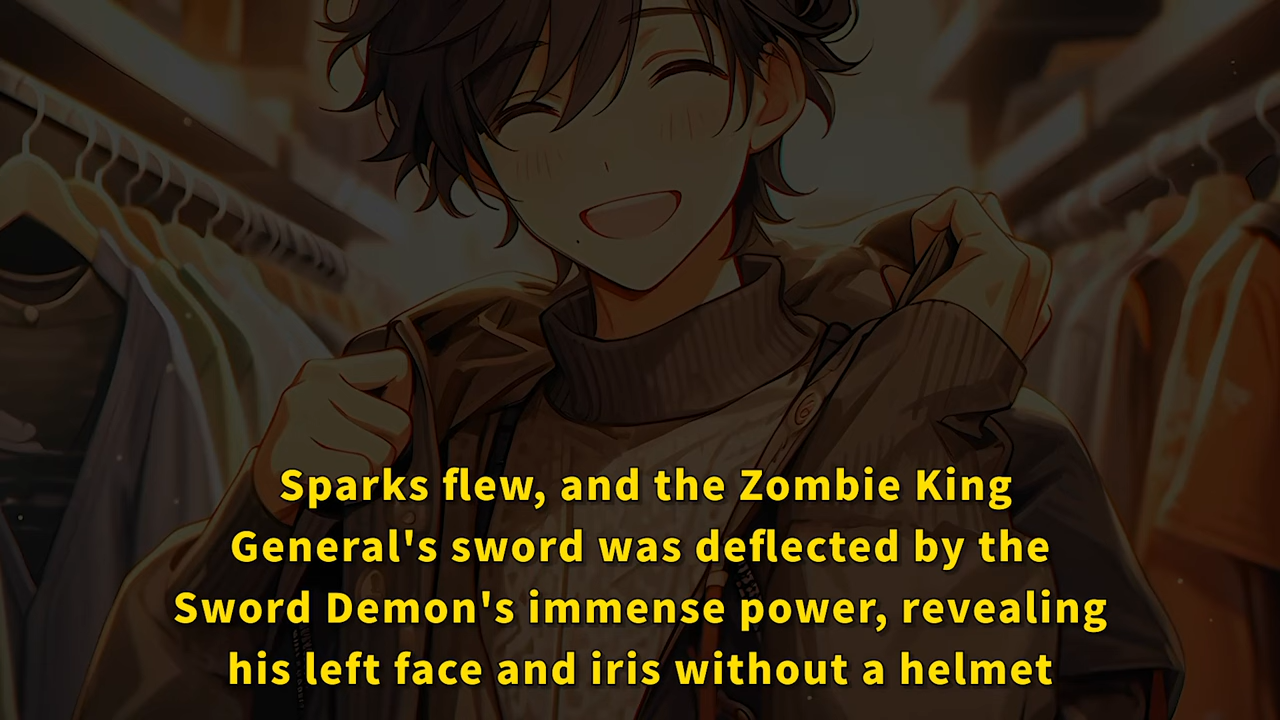 Sparks flew, and the Zombie King
General's sword was deflected by the
Sword Demon's immense power, revealing
his left face and iris without a helmet